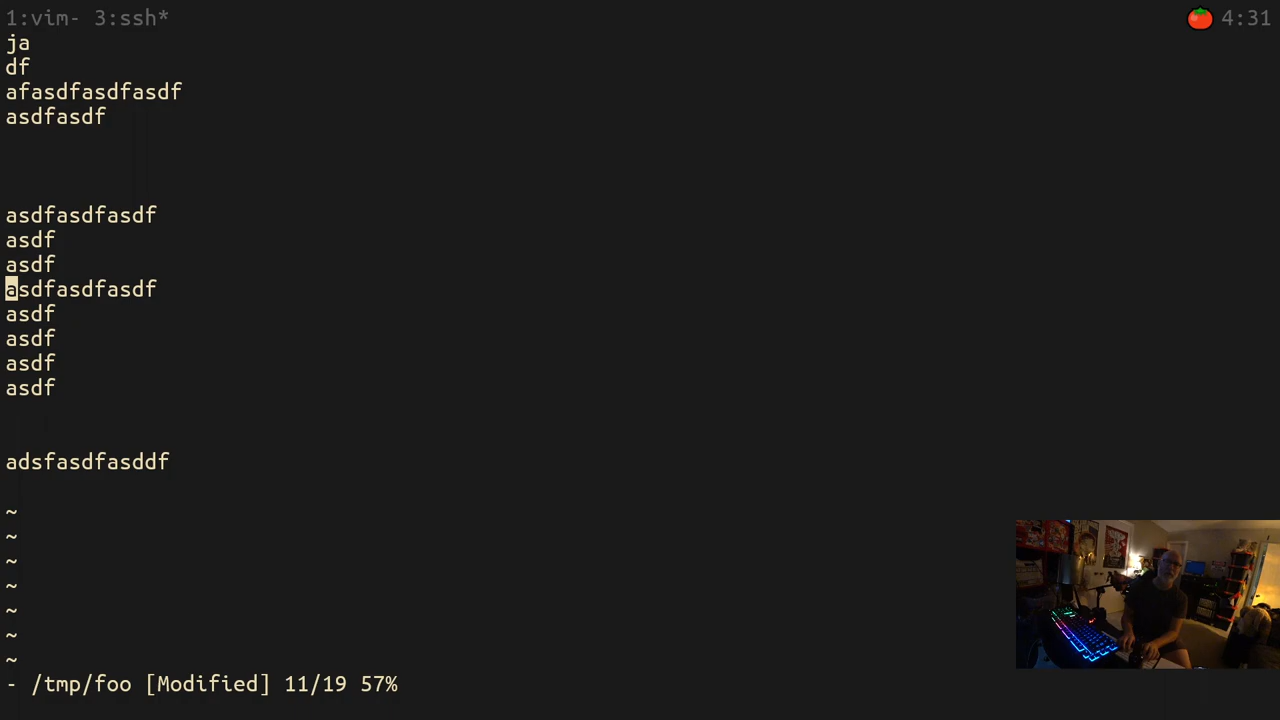 1:vim- 3:ssh* 🍅 4:31
ja
df
afasdfasdfasdf
asdfasdf
asdfasdfasdf
asdf
asdf
asdfasdfasdf
asdf
asdf
asdf
asdf
adsfasdfasddf
~
~
~
~
~
~
~
- /tmp/foo [Modified] 11/19 57%